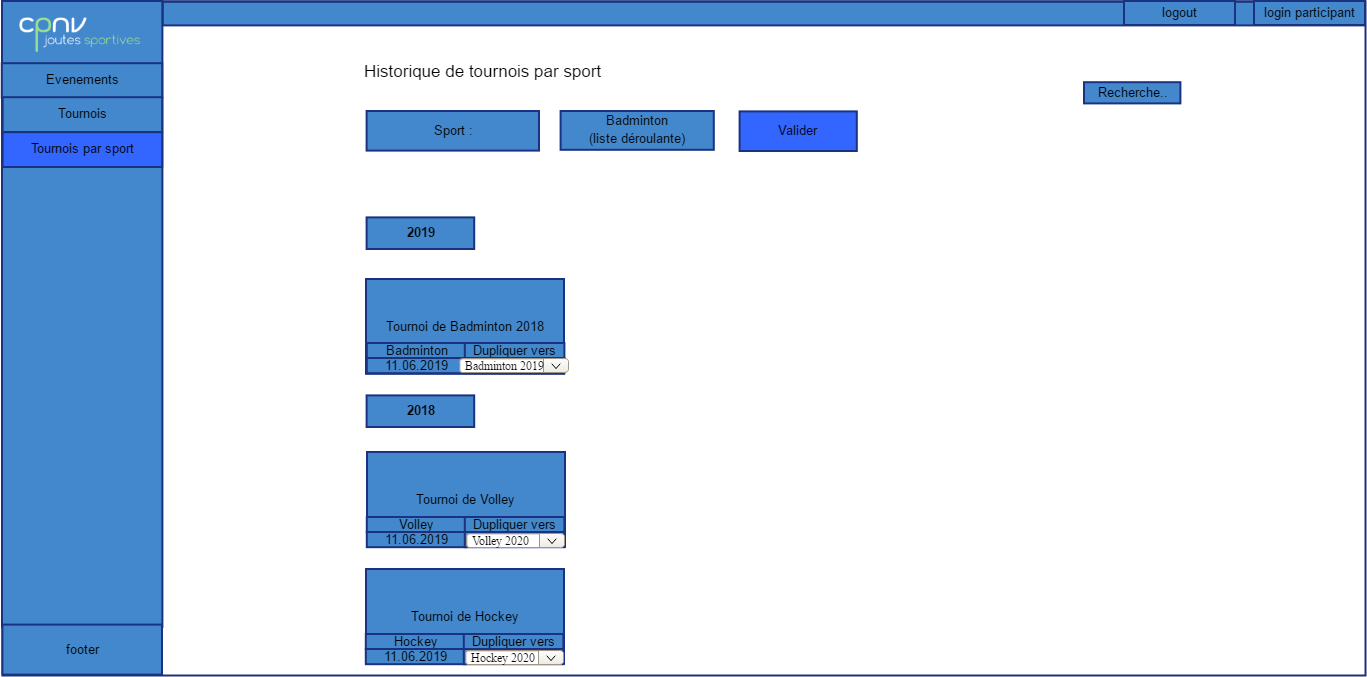 cpnv
joutes sportives
logout
login participant
Evenements
Tournois
Tournois par sport
footer
Historique de tournois par sport
Recherche..
Sport :
Badminton
(liste déroulante)
Valider
2019
Tournoi de Badminton 2018
Badminton
Dupliquer vers
11.06.2019
Badminton 2019
2018
Tournoi de Volley
Volley
Dupliquer vers
11.06.2019
Volley 2020
Tournoi de Hockey
Hockey
Dupliquer vers
11.06.2019
Hockey 2020